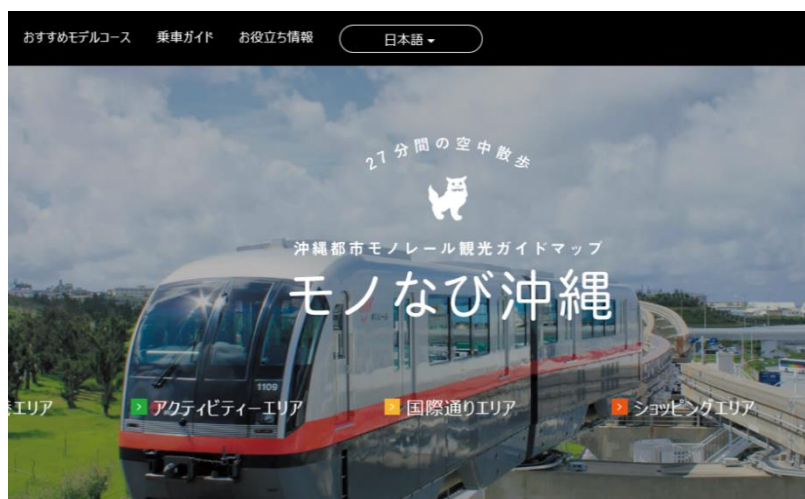 おすすめモデルコース 乗車ガイド お役立ち情報 日本語
27分間の空中散歩
沖縄都市モノレール観光ガイドマップ
モノなび沖縄
1109
エリア アクティビティーエリア 国際通りエリア ショッピングエリア